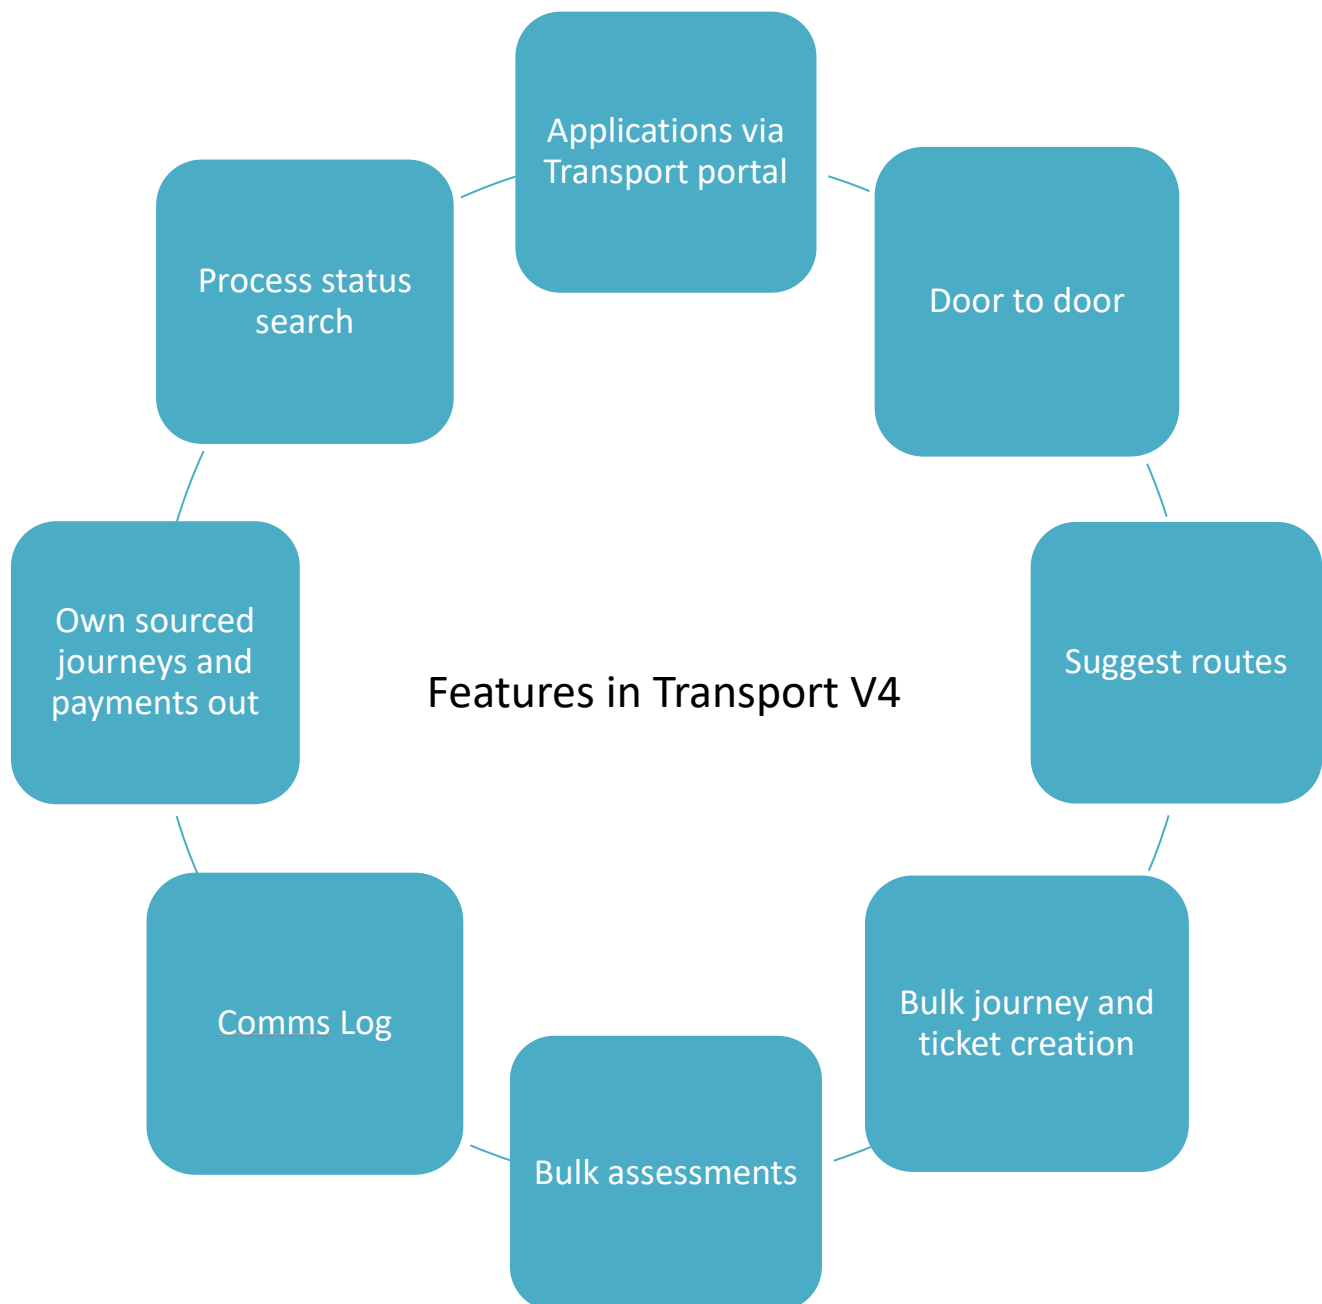 Applications via
Transport portal
Door to door
Suggest routes
Bulk journey and
ticket creation
Bulk assessments
Comms Log
Own sourced
journeys and
payments out
Process status
search
Features in Transport V4